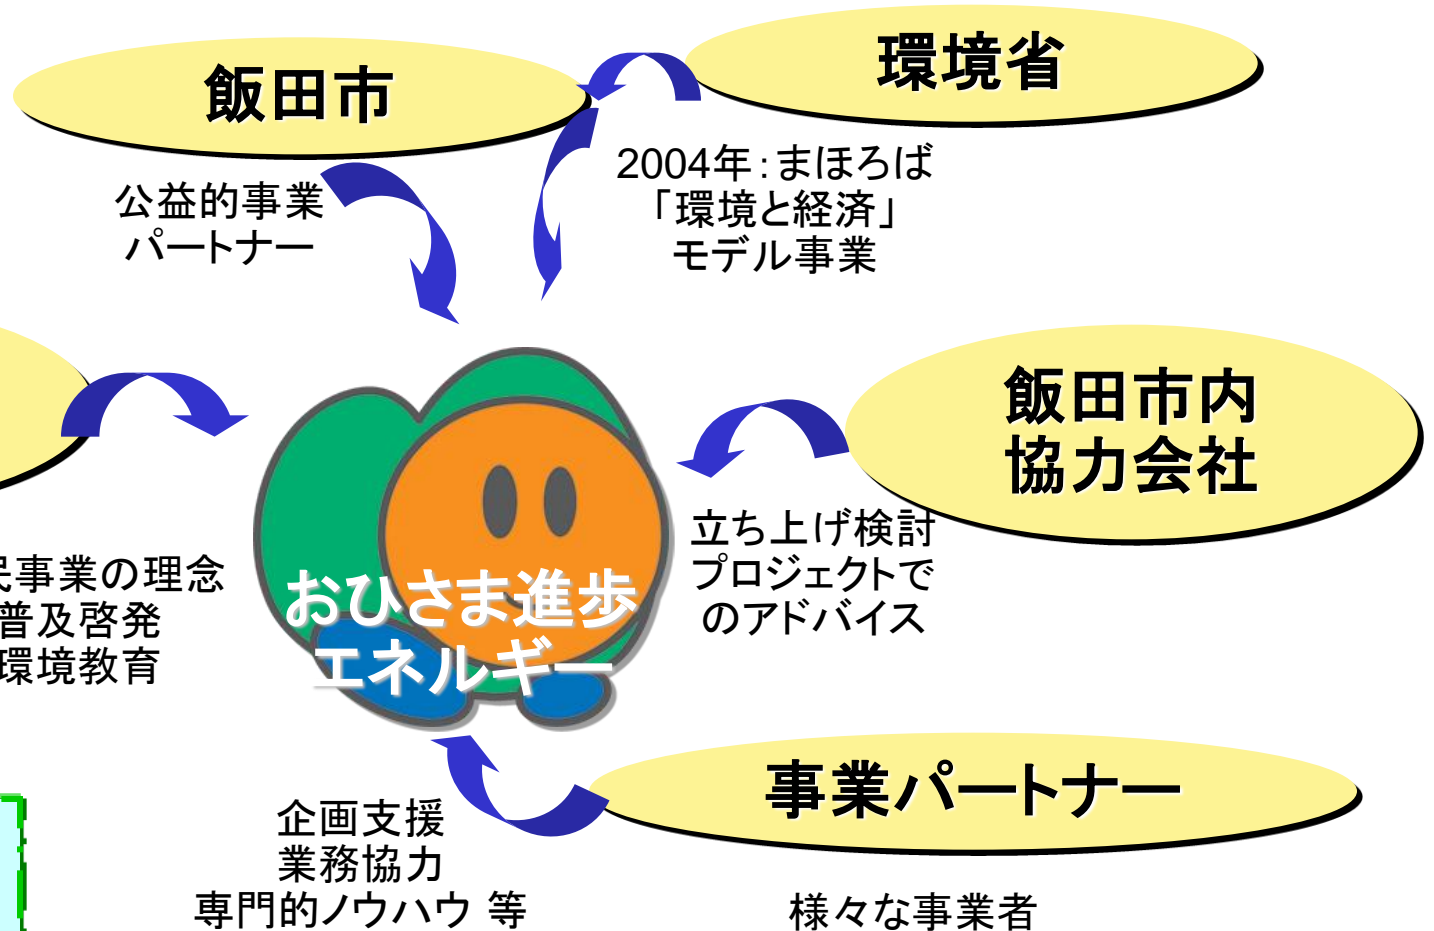 飯田市
環境省
公益的事業
パートナー
2004年：まほろば
「環境と経済」
モデル事業
飯田市内
協力会社
立ち上げ検討
プロジェクトで
のアドバイス
民事業の理念
普及啓発
環境教育
おひさま進歩
エネルギー
事業パートナー
企画支援
業務協力
専門的ノウハウ 等
様々な事業者